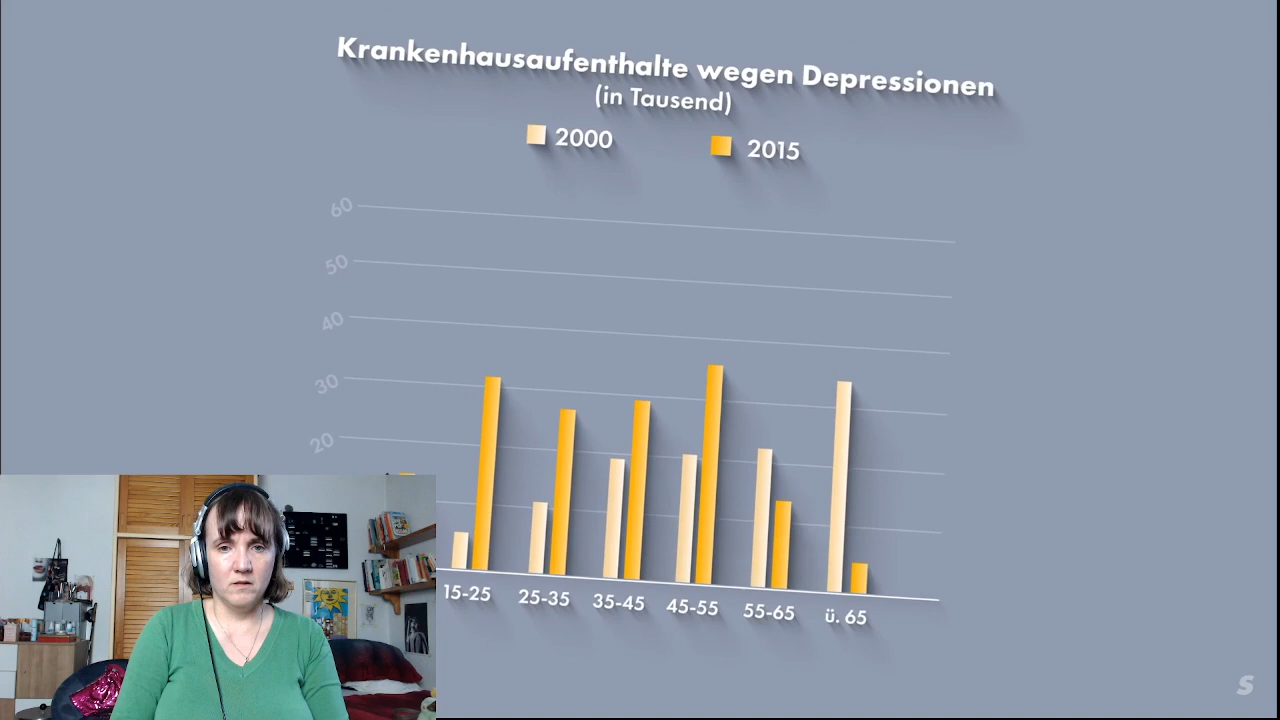 Krankenhausaufenthalte wegen Depressionen
(in Tausend)
2000 2015
60
50
40
30
20
15-25 25-35 35-45 45-55 55-65 ü. 65
S